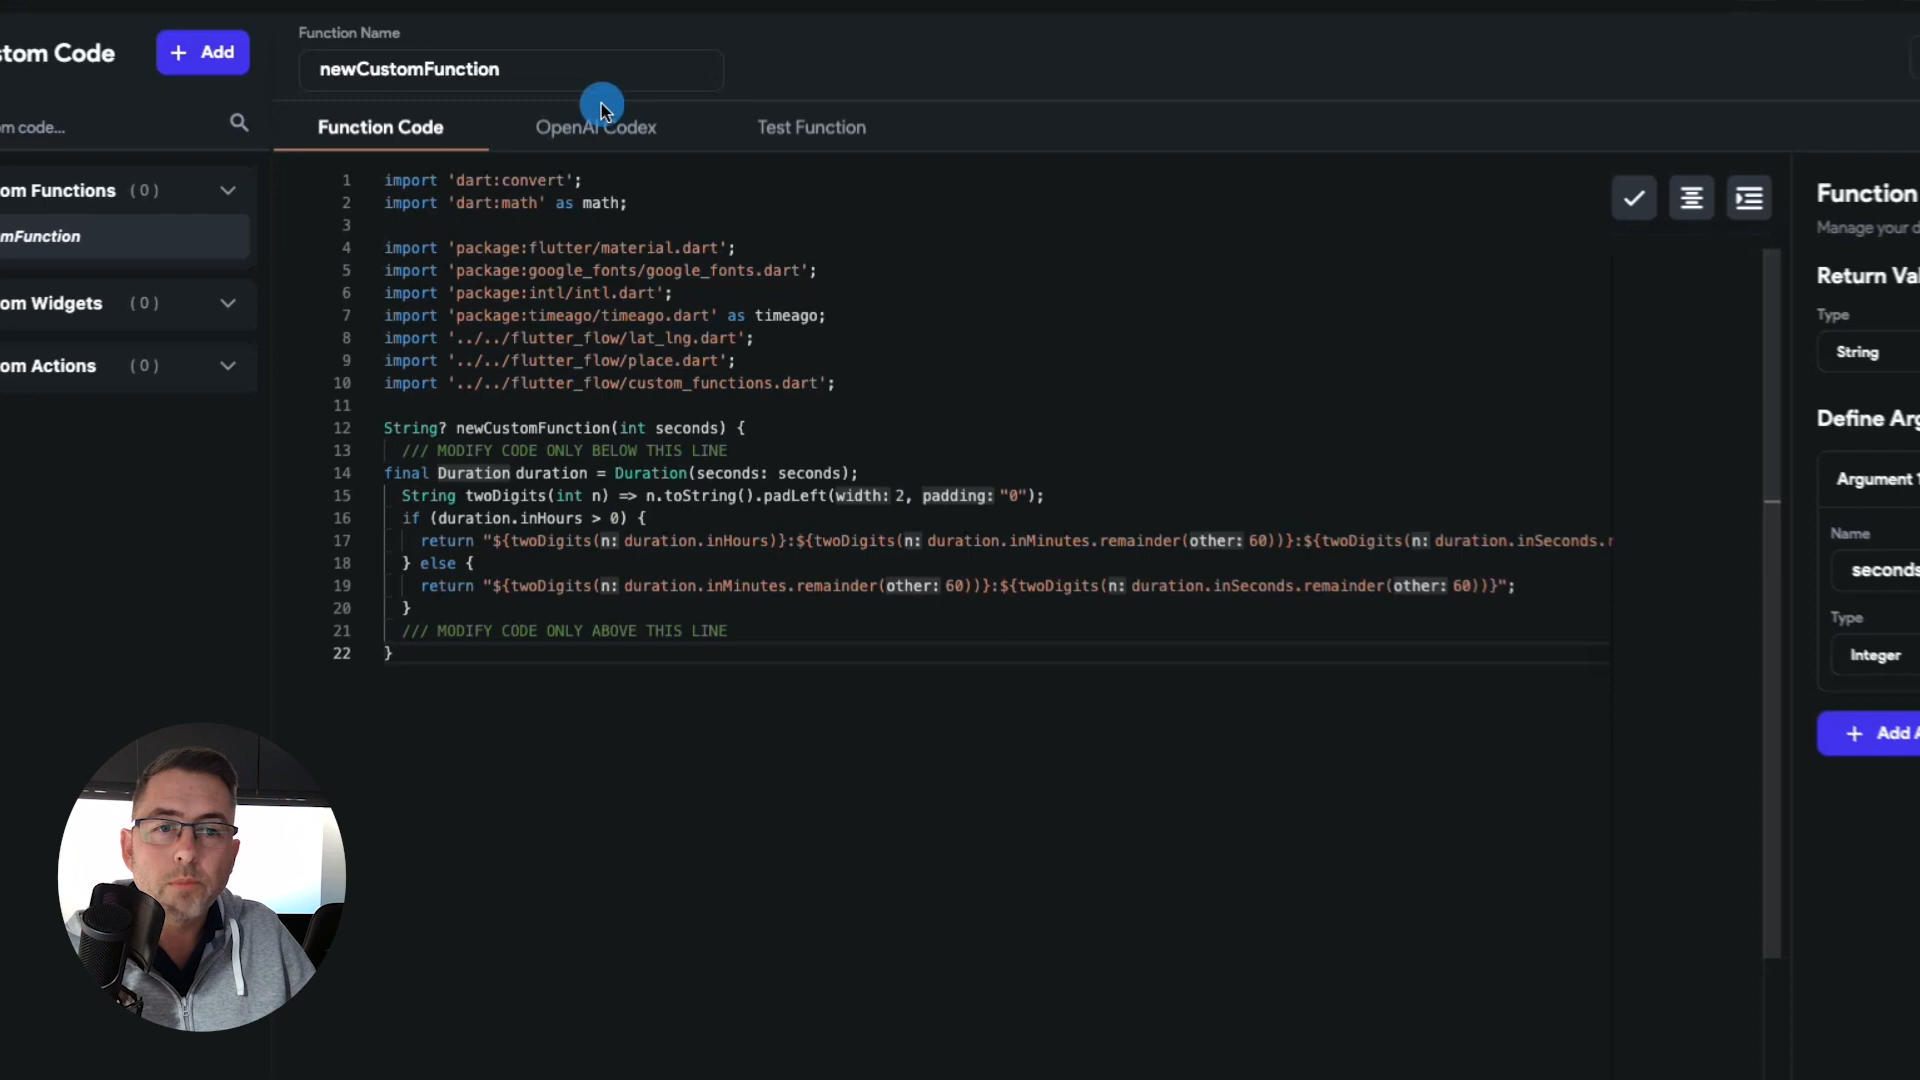 tom Code
+ Add
Function Name
newCustomFunction
m code...
Function Code
OpenAI Codex
Test Function
om Functions (0)
mFunction
om Widgets (0)
om Actions (0)
1 import 'dart:convert';
2 import 'dart:math' as math;
3
4 import 'package:flutter/material.dart';
5 import 'package:google_fonts/google_fonts.dart';
6 import 'package:intl/intl.dart';
7 import 'package:timeago/timeago.dart' as timeago;
8 import '../../flutter_flow/lat_lng.dart';
9 import '../../flutter_flow/place.dart';
10 import '../../flutter_flow/custom_functions.dart';
11
12 String? newCustomFunction(int seconds) {
13 /// MODIFY CODE ONLY BELOW THIS LINE
14 final Duration duration = Duration(seconds: seconds);
15 String twoDigits(int n) => n.toString().padLeft(width: 2, padding: "0");
16 if (duration.inHours > 0) {
17 return "${twoDigits(n: duration.inHours)}:${twoDigits(n: duration.inMinutes.remainder(other: 60))}:${twoDigits(n: duration.inSeconds.r
18 } else {
19 return "${twoDigits(n: duration.inMinutes.remainder(other: 60))}:${twoDigits(n: duration.inSeconds.remainder(other: 60))}";
20 }
21 /// MODIFY CODE ONLY ABOVE THIS LINE
22 }
Function
Manage your d
Return Val
Type
String
Define Arg
Argument 1
Name
seconds
Type
Integer
+ Add A